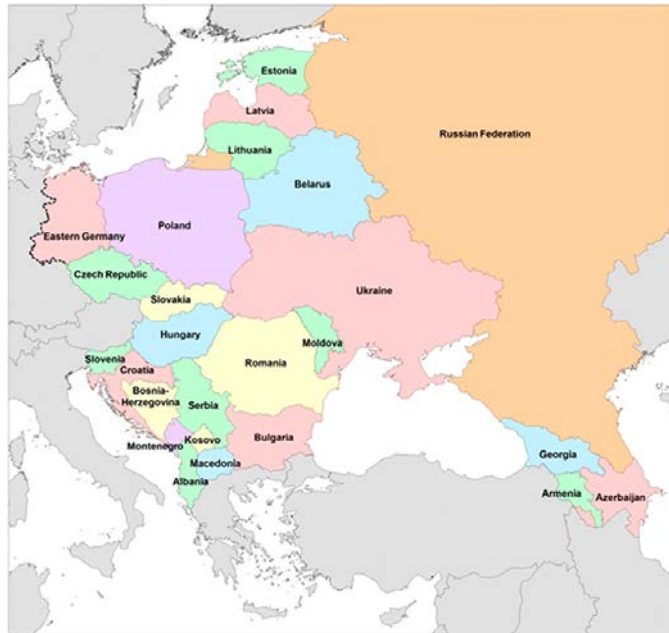 Estonia
Latvia
Russian Federation
Lithuania
Belarus
Poland
Eastern Germany
Czech Republic
Ukraine
Slovakia
Hungary
Moldova
Slovenia
Romania
Croatia
Bosnia-
Herzegovina
Serbia
Bulgaria
Kosovo
Montenegro
Georgia
Macedonia
Albania
Armenia
Azerbaijan